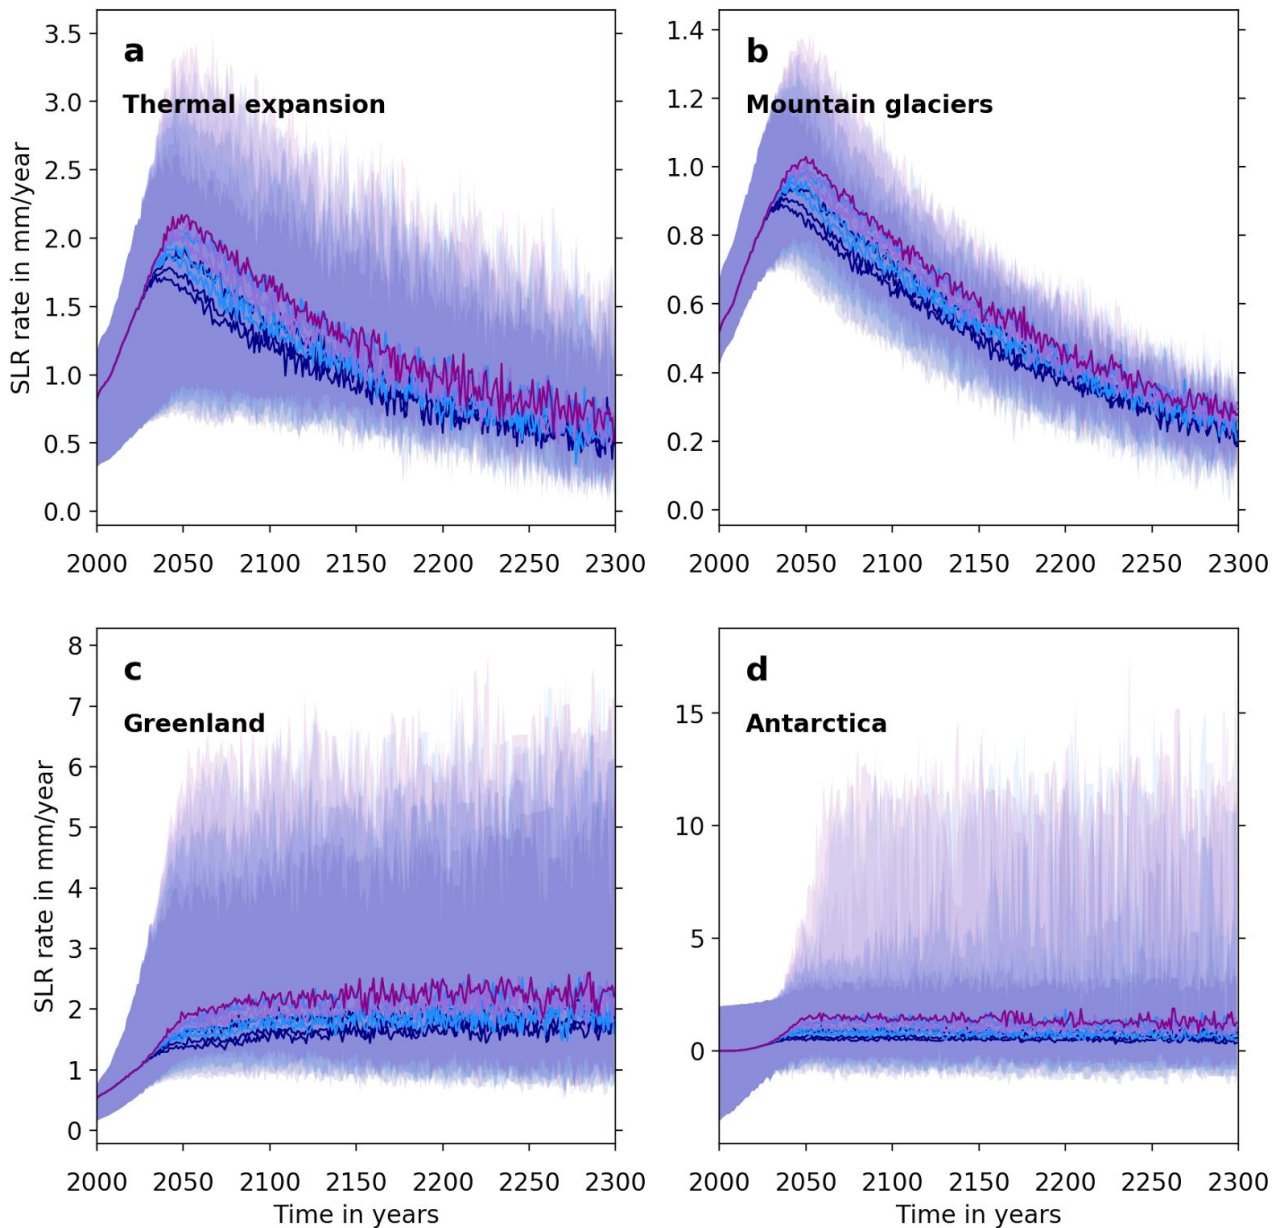 a
Thermal expansion
SLR rate in mm/year
3.5
3.0
2.5
2.0
1.5
1.0
0.5
0.0
2000 2050 2100 2150 2200 2250 2300
b
Mountain glaciers
1.4
1.2
1.0
0.8
0.6
0.4
0.2
0.0
2000 2050 2100 2150 2200 2250 2300
c
Greenland
SLR rate in mm/year
8
7
6
5
4
3
2
1
0
2000 2050 2100 2150 2200 2250 2300
Time in years
d
Antarctica
15
10
5
0
2000 2050 2100 2150 2200 2250 2300
Time in years